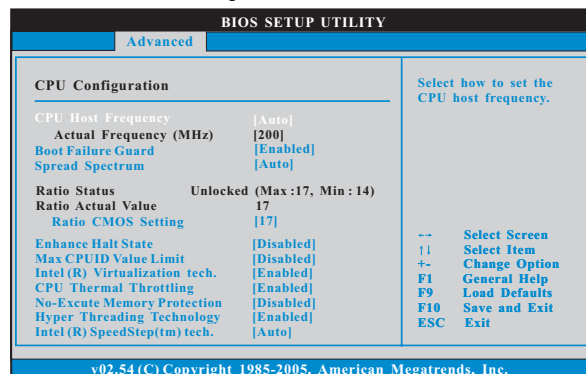 BIOS SETUP UTILITY
Advanced
CPU Configuration
CPU Host Frequency [Auto]
Actual Frequency (MHz) [200]
Boot Failure Guard [Enabled]
Spread Spectrum [Auto]
Ratio Status Unlocked (Max :17, Min : 14)
Ratio Actual Value 17
Ratio CMOS Setting [17]
Enhance Halt State [Disabled]
Max CPUID Value Limit [Disabled]
Intel (R) Virtualization tech. [Enabled]
CPU Thermal Throttling [Enabled]
No-Excute Memory Protection [Disabled]
Hyper Threading Technology [Enabled]
Intel (R) SpeedStep(tm) tech. [Auto]
Select how to set the
CPU host frequency.
←→ Select Screen
↑↓ Select Item
+- Change Option
F1 General Help
F9 Load Defaults
F10 Save and Exit
ESC Exit
v02.54 (C) Copyright 1985-2005, American Megatrends, Inc.